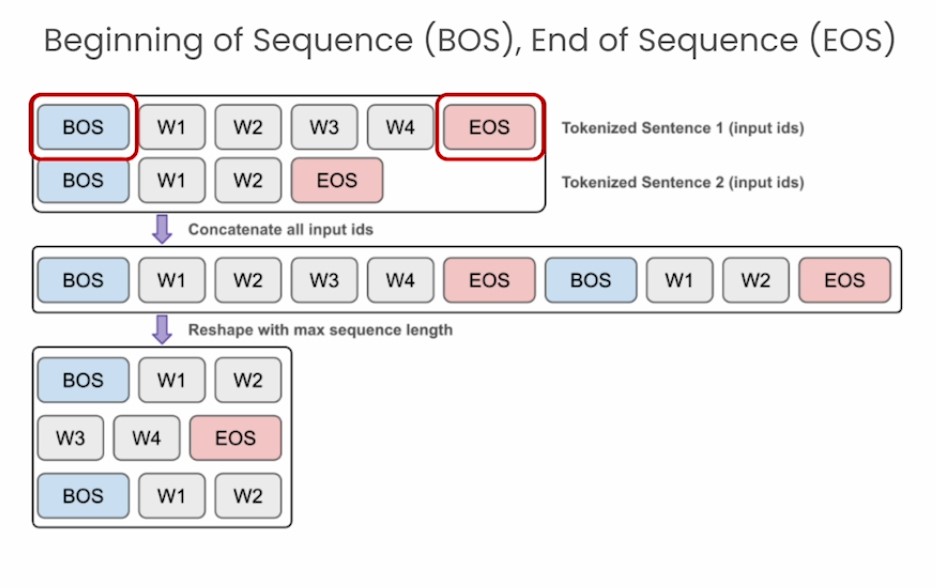 Beginning of Sequence (BOS), End of Sequence (EOS)
BOS W1 W2 W3 W4 EOS Tokenized Sentence 1 (input ids)
BOS W1 W2 EOS Tokenized Sentence 2 (input ids)
Concatenate all input ids
BOS W1 W2 W3 W4 EOS BOS W1 W2 EOS
Reshape with max sequence length
BOS W1 W2
W3 W4 EOS
BOS W1 W2